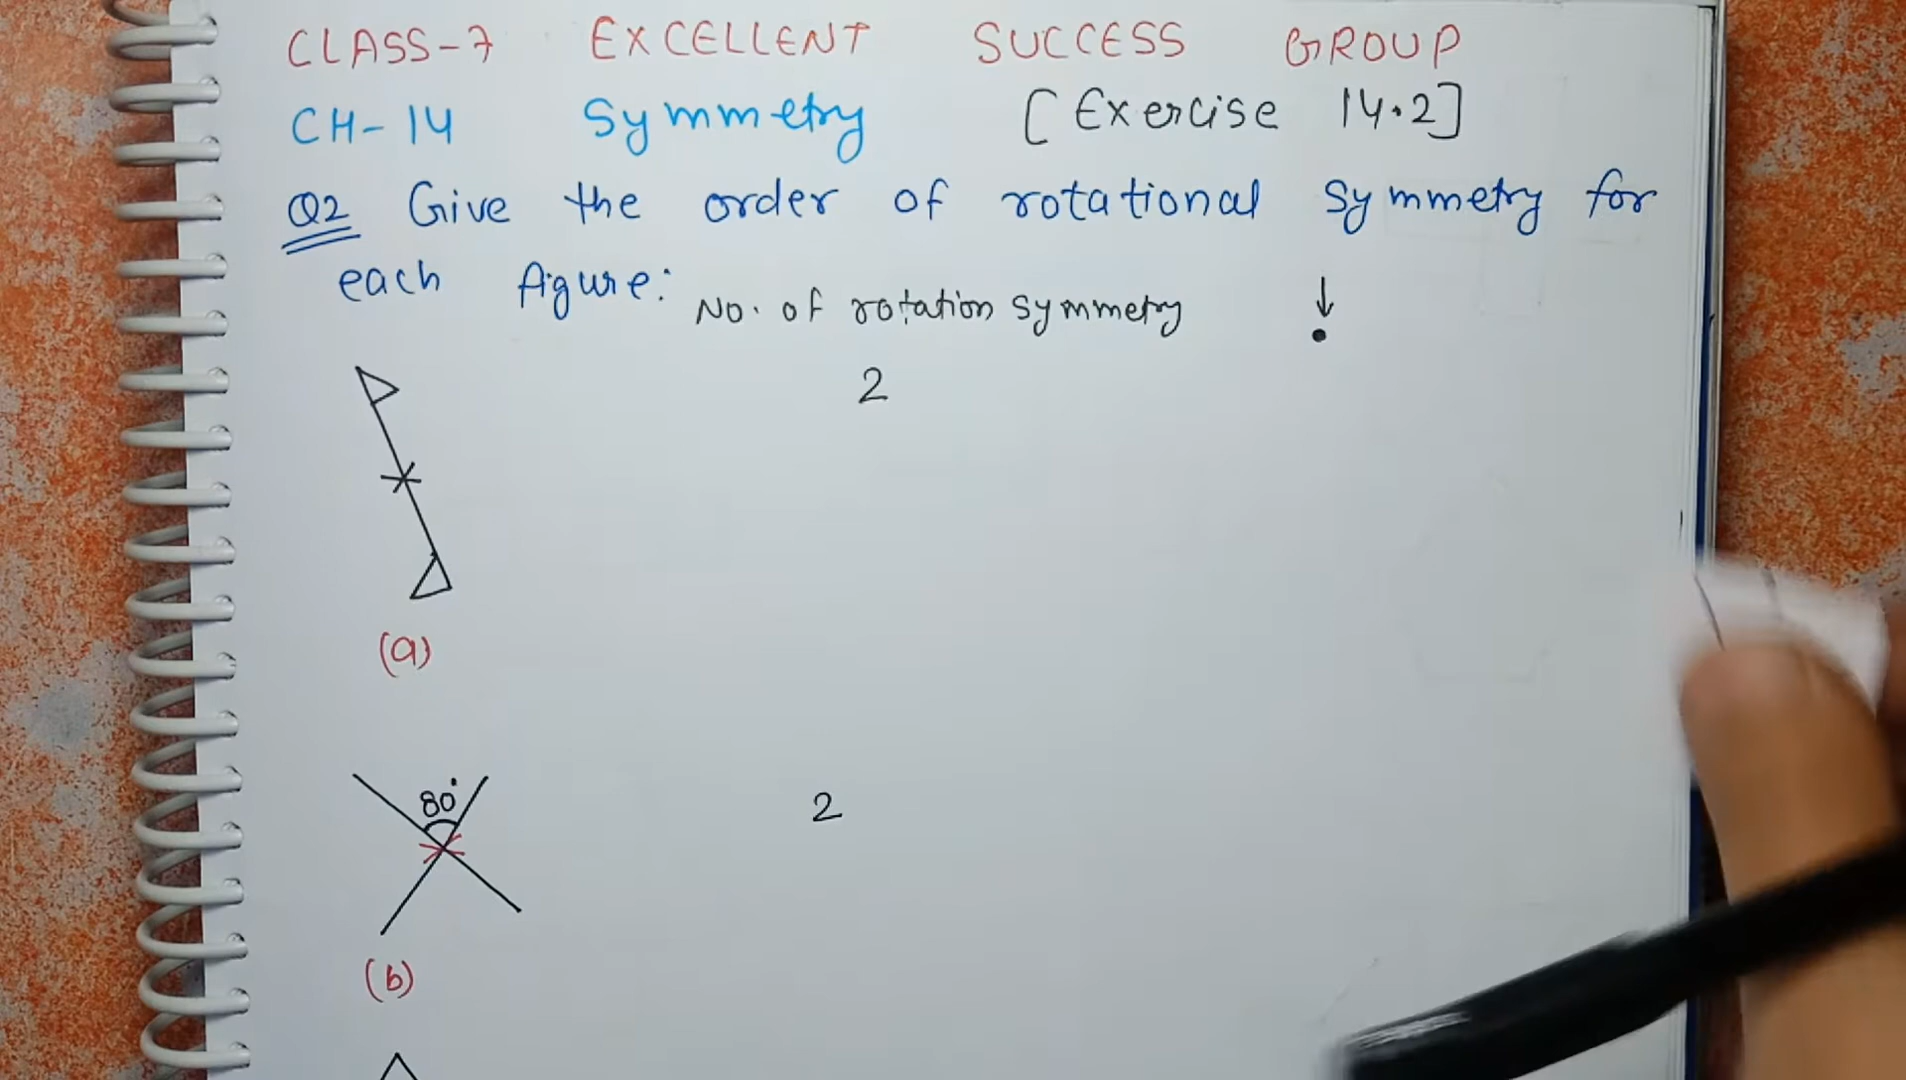 CLASS-7 EXCELLENT SUCCESS GROUP
CH-14 Symmetry [Exercise 14.2]
Q2 Give the order of rotational symmetry for
each figure:
No. of rotation symmetry
2
(a)
80°
2
(b)